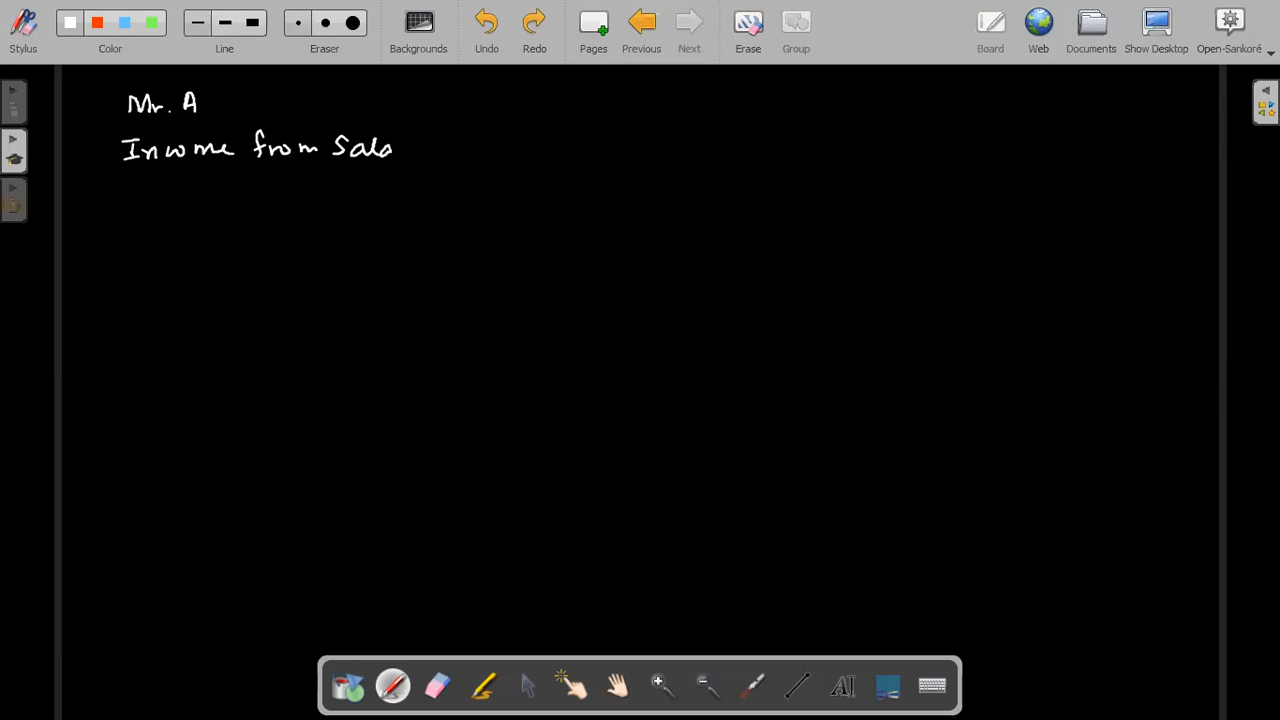 Stylus Color Line Eraser Backgrounds Undo Redo Pages Previous Next Erase Group Board Web Documents Show Desktop Open-Sankoré
Mr. A
Income from Sala
AI